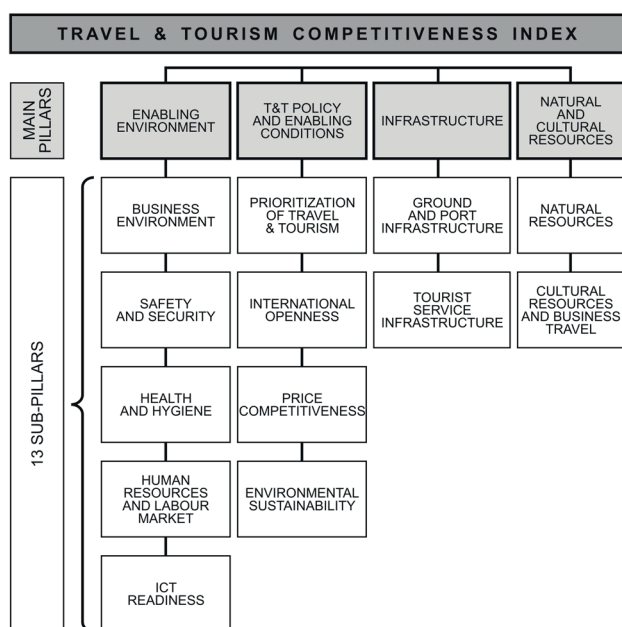 TRAVEL & TOURISM COMPETITIVENESS INDEX
MAIN
PILLARS
ENABLING
ENVIRONMENT
T&T POLICY
AND ENABLING
CONDITIONS
INFRASTRUCTURE
NATURAL
AND
CULTURAL
RESOURCES
13 SUB-PILLARS
BUSINESS
ENVIRONMENT
SAFETY
AND SECURITY
HEALTH
AND HYGIENE
HUMAN
RESOURCES
AND LABOUR
MARKET
ICT
READINESS
PRIORITIZATION
OF TRAVEL
& TOURISM
INTERNATIONAL
OPENNESS
PRICE
COMPETITIVENESS
ENVIRONMENTAL
SUSTAINABILITY
GROUND
AND PORT
INFRASTRUCTURE
TOURIST
SERVICE
INFRASTRUCTURE
NATURAL
RESOURCES
CULTURAL
RESOURCES
AND BUSINESS
TRAVEL